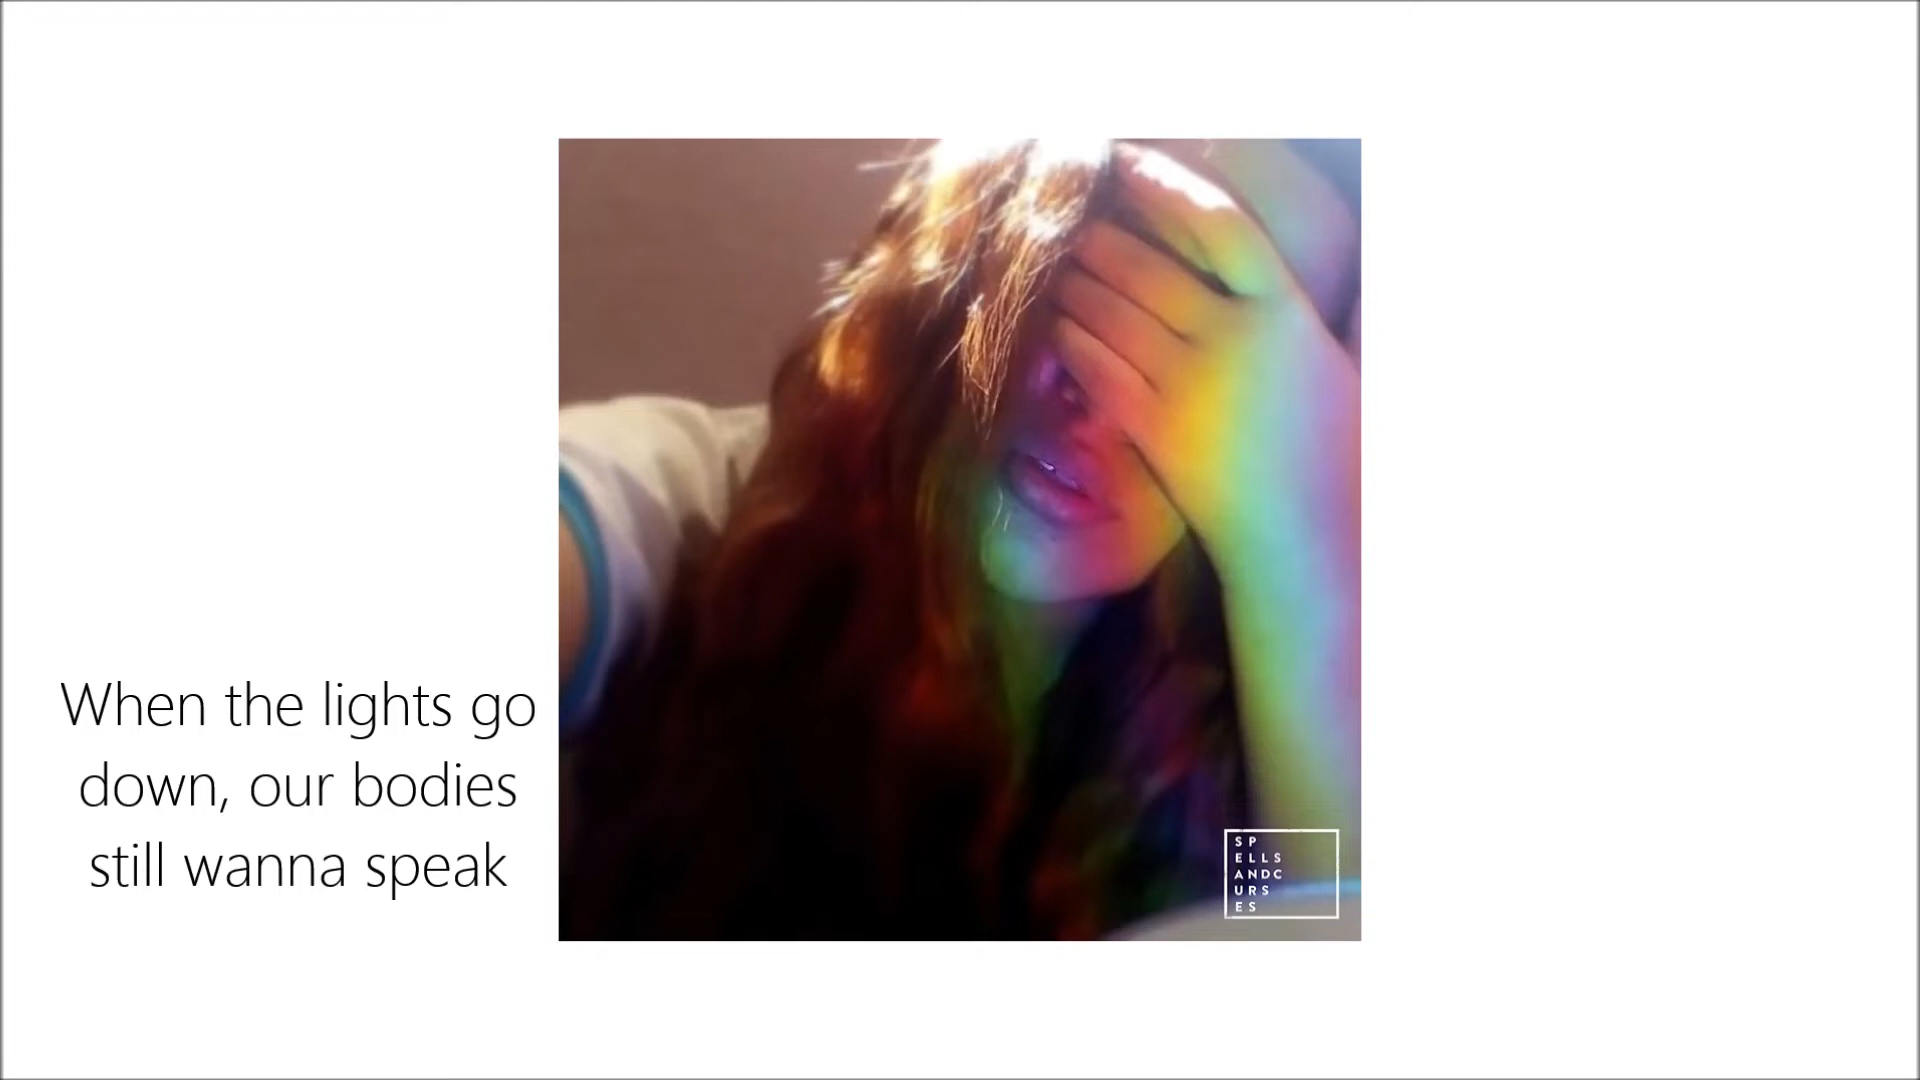 When the lights go
down, our bodies
still wanna speak
SP
ELLS
ANDC
URS
ES